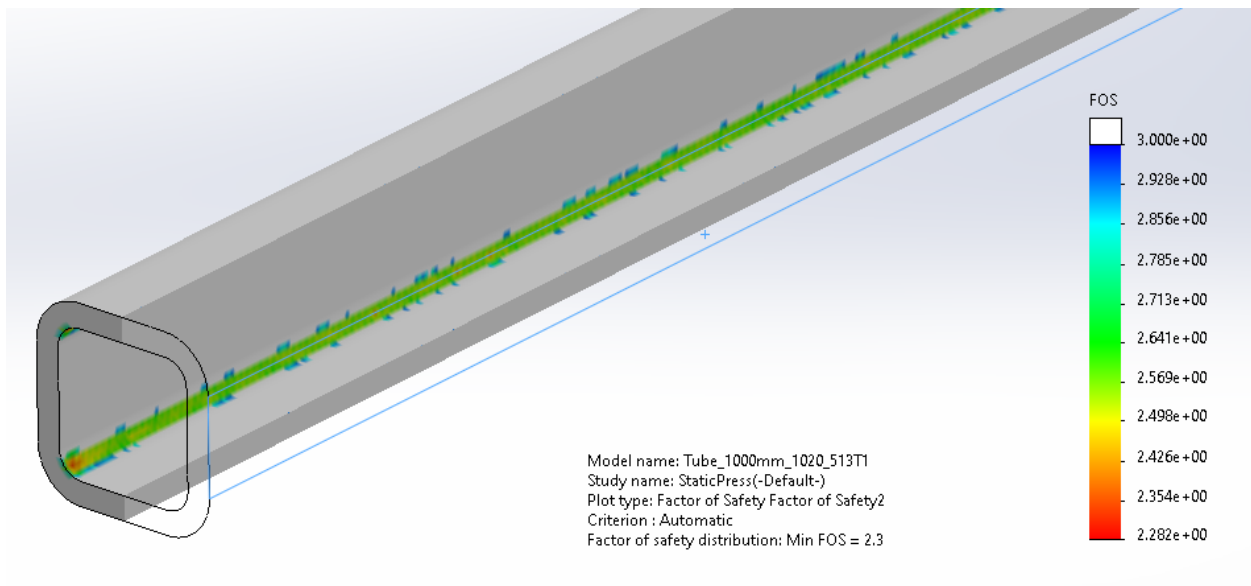 FOS
3.000e+00
2.928e+00
2.856e+00
2.785e+00
2.713e+00
2.641e+00
2.569e+00
2.498e+00
2.426e+00
2.354e+00
2.282e+00
Model name: Tube_1000mm_1020_513T1
Study name: StaticPress(-Default-)
Plot type: Factor of Safety Factor of Safety2
Criterion : Automatic
Factor of safety distribution: Min FOS = 2.3